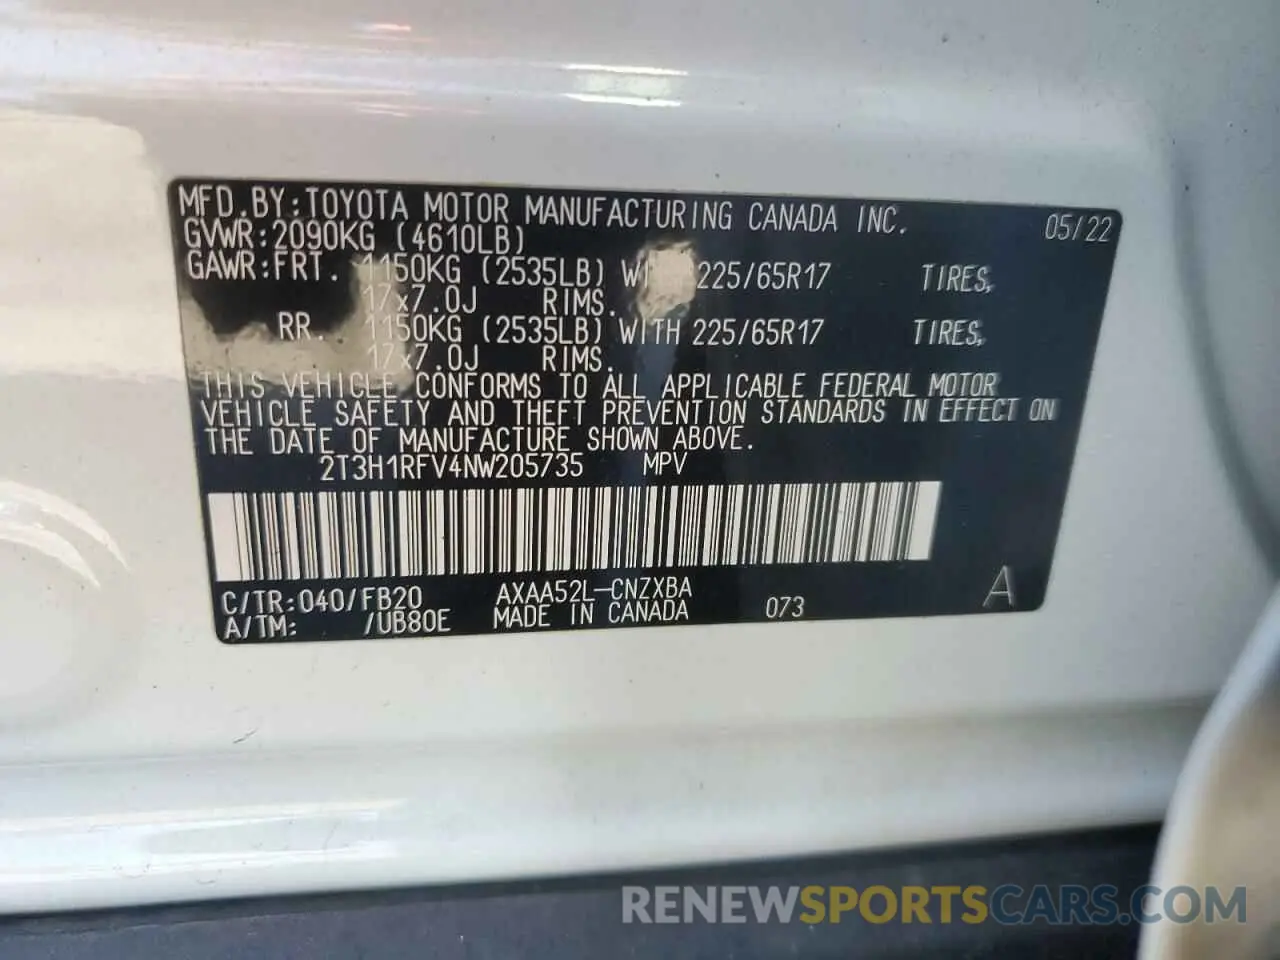 MFD.BY:TOYOTA MOTOR MANUFACTURING CANADA INC. 05/22
GVWR:2090KG (4610LB)
GAWR:FRT. 1150KG (2535LB) WITH 225/65R17 TIRES,
17x7.0J RIMS.
RR. 1150KG (2535LB) WITH 225/65R17 TIRES,
17x7.0J RIMS.
THIS VEHICLE CONFORMS TO ALL APPLICABLE FEDERAL MOTOR
VEHICLE SAFETY AND THEFT PREVENTION STANDARDS IN EFFECT ON
THE DATE OF MANUFACTURE SHOWN ABOVE.
2T3H1RFV4NW205735 MPV
C/TR:040/FB20 AXAA52L-CNZXBA
A/TM: /UB80E MADE IN CANADA 073 A
RENEWSPORTSCARS.COM